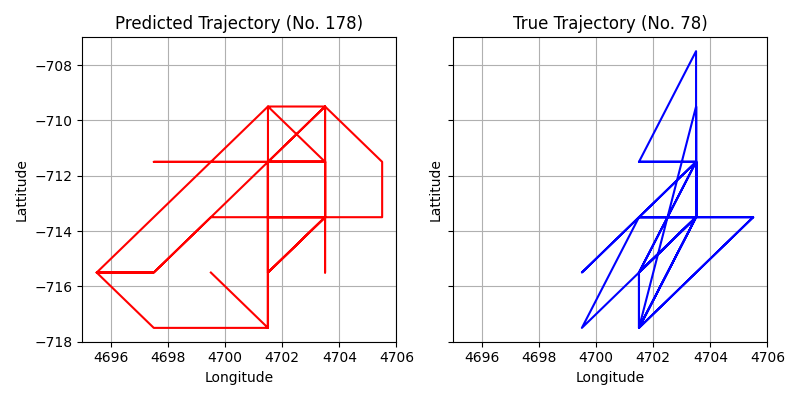 Predicted Trajectory (No. 178)
True Trajectory (No. 78)
−708
−710
−712
−714
−716
−718
Lattitude
Lattitude
4696 4698 4700 4702 4704 4706
4696 4698 4700 4702 4704 4706
Longitude
Longitude